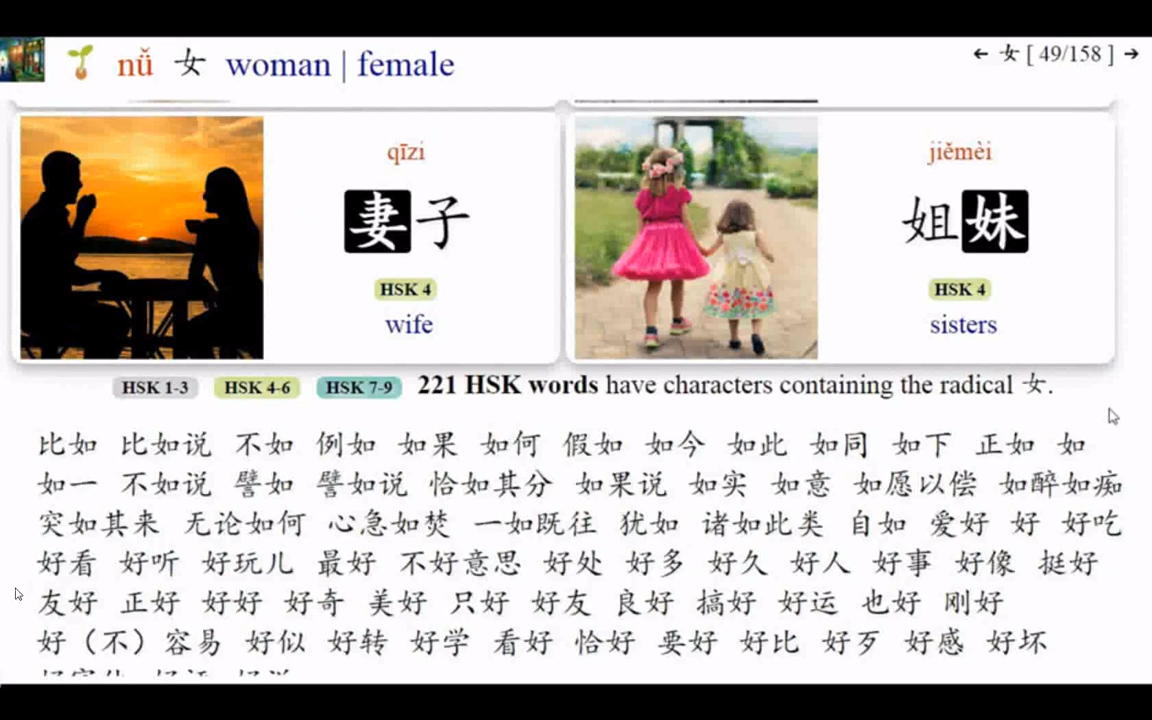 nǚ 女 woman | female
← 女 [ 49/158 ] →
qīzi
妻子
HSK 4
wife
jiěmèi
姐妹
HSK 4
sisters
HSK 1-3 HSK 4-6 HSK 7-9 221 HSK words have characters containing the radical 女.
比如 比如说 不如 例如 如果 如何 假如 如今 如此 如同 如下 正如 如
如一 不如说 譬如 譬如说 恰如其分 如果说 如实 如意 如愿以偿 如醉如痴
突如其来 无论如何 心急如焚 一如既往 犹如 诸如此类 自如 爱好 好 好吃
好看 好听 好玩儿 最好 不好意思 好处 好多 好久 好人 好事 好像 挺好
友好 正好 好好 好奇 美好 只好 好友 良好 搞好 好运 也好 刚好
好（不）容易 好似 好转 好学 看好 恰好 要好 好比 好歹 好感 好坏